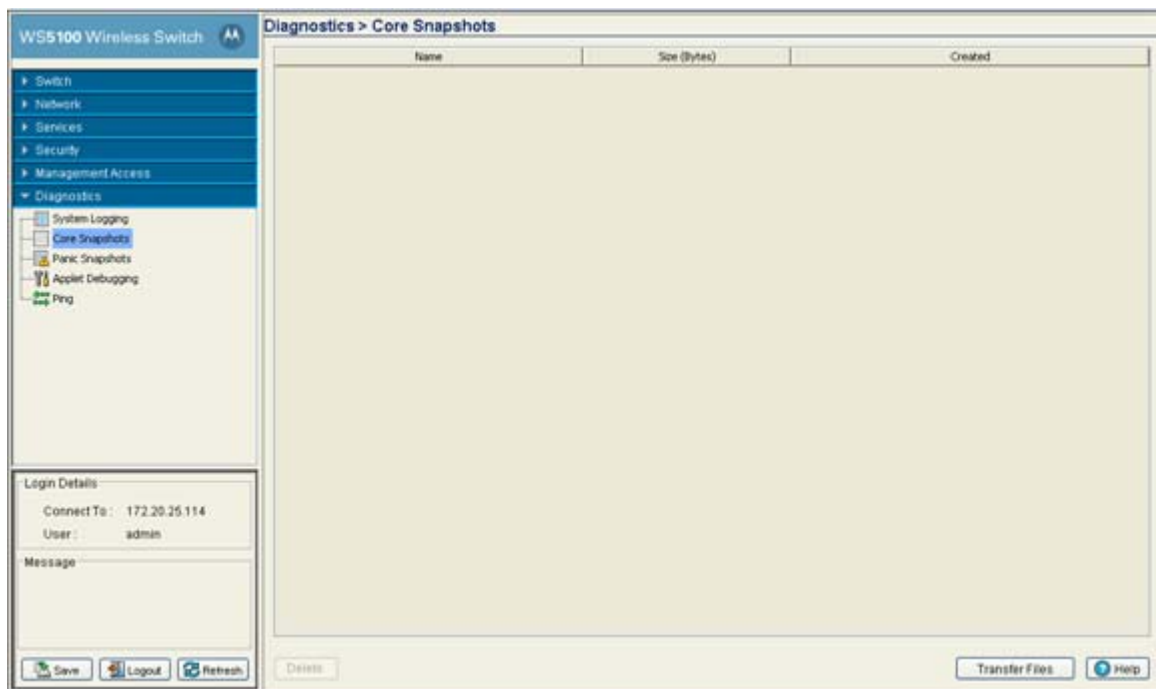 WS5100 Wireless Switch
Diagnostics > Core Snapshots
Name Size (Bytes) Created
Switch
Network
Services
Security
Management Access
Diagnostics
System Logging
Core Snapshots
Panic Snapshots
Applet Debugging
Ping
Login Details
Connect To : 172.20.25.114
User : admin
Message
Save Logout Refresh
Delete Transfer Files Help